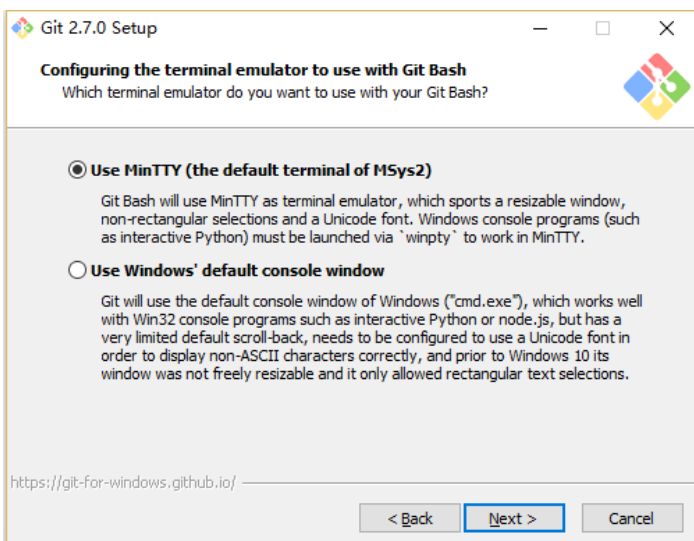 Git 2.7.0 Setup
Configuring the terminal emulator to use with Git Bash
Which terminal emulator do you want to use with your Git Bash?
Use MinTTY (the default terminal of MSys2)
Git Bash will use MinTTY as terminal emulator, which sports a resizable window,
non-rectangular selections and a Unicode font. Windows console programs (such
as interactive Python) must be launched via `winpty` to work in MinTTY.
Use Windows' default console window
Git will use the default console window of Windows ("cmd.exe"), which works well
with Win32 console programs such as interactive Python or node.js, but has a
very limited default scroll-back, needs to be configured to use a Unicode font in
order to display non-ASCII characters correctly, and prior to Windows 10 its
window was not freely resizable and it only allowed rectangular text selections.
https://git-for-windows.github.io/
< Back Next > Cancel